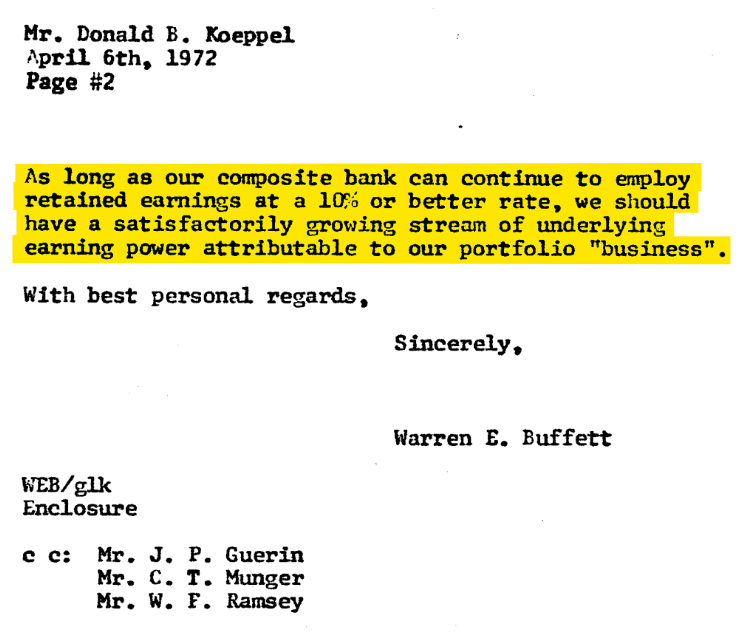 Mr. Donald B. Koeppel
April 6th, 1972
Page #2
As long as our composite bank can continue to employ
retained earnings at a 10% or better rate, we should
have a satisfactorily growing stream of underlying
earning power attributable to our portfolio "business".
With best personal regards,
Sincerely,
Warren E. Buffett
WEB/glk
Enclosure
c c: Mr. J. P. Guerin
Mr. C. T. Munger
Mr. W. F. Ramsey